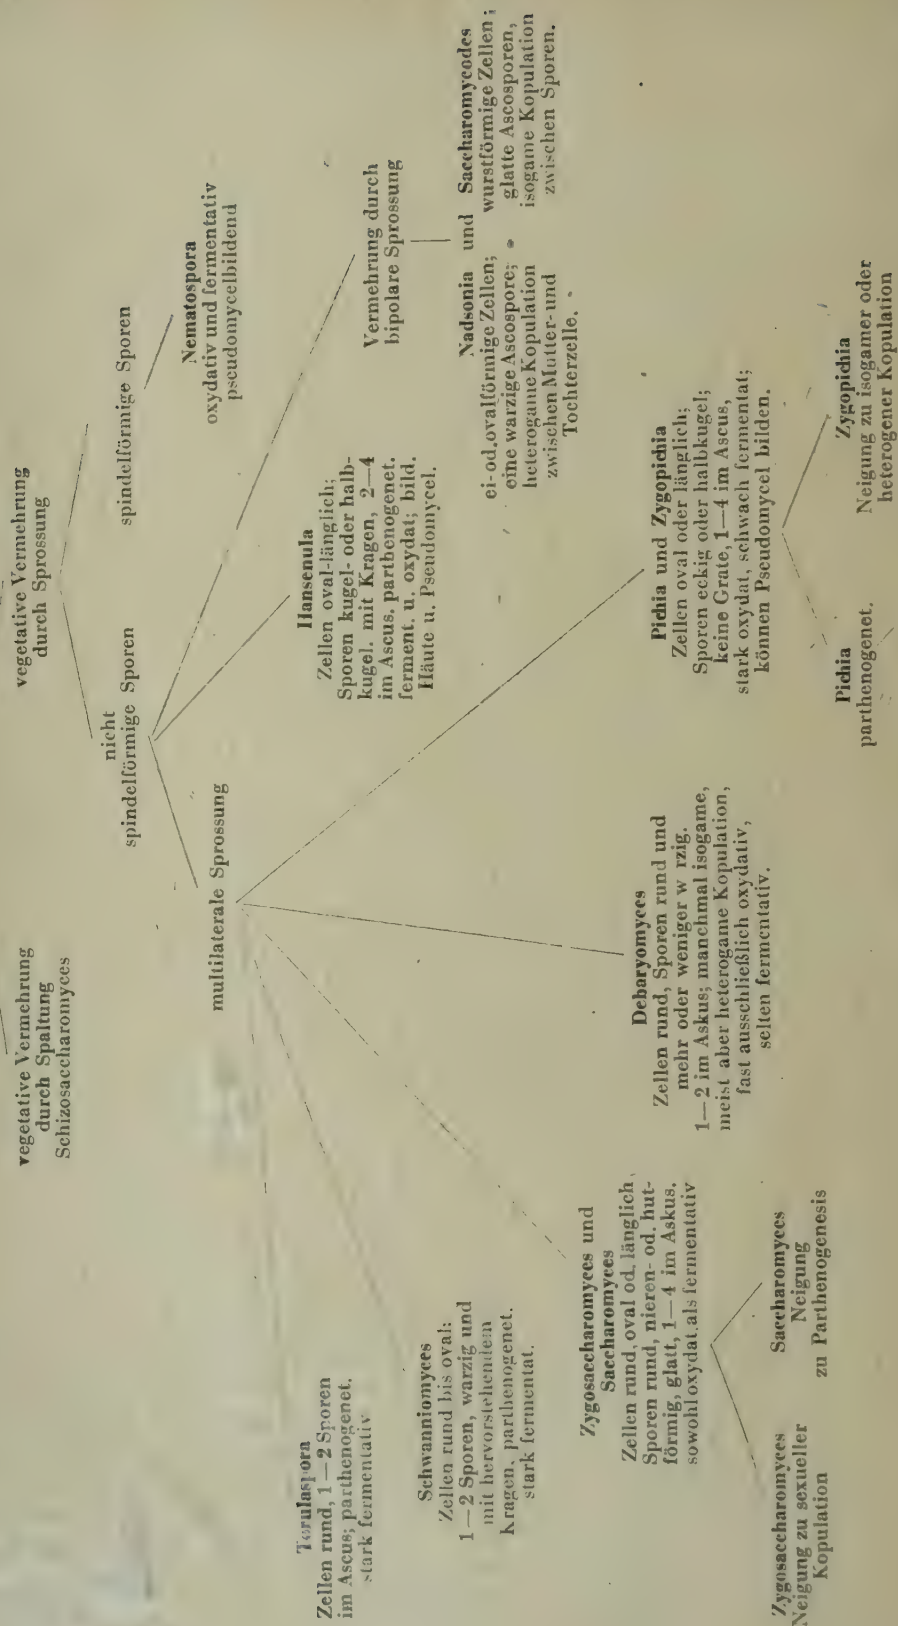 vegetative Vermehrung
durch Spaltung
Schizosaccharomyces
vegetative Vermehrung
durch Sprossung
nicht
spindelförmige Sporen
spindelförmige Sporen
Nematospora
oxydativ und fermentativ
pseudomycelbildend
multilaterale Sprossung
Hansenula
Zellen oval-länglich;
Sporen kugel- oder halb-
kugel. mit Kragen, 2—4
im Ascus. parthenogenet.
ferment. u. oxydat; bild.
Häute u. Pseudomycel.
Vermehrung durch
bipolare Sprossung
Nadsonia und Saccharomycodes
ei-od.ovalförmige Zellen;
eine warzige Ascospore;
heterogame Kopulation
zwischen Mutter-und
Tochterzelle.
wurstförmige Zellen;
glatte Ascosporen,
isogame Kopulation
zwischen Sporen.
Torulaspora
Zellen rund, 1—2 Sporen
im Ascus; parthenogenet.
stark fermentativ
Schwanniomyces
Zellen rund bis oval:
1—2 Sporen, warzig und
mit hervorstehendem
Kragen, parthenogenet.
stark fermentat.
Zygosaccharomyces und
Saccharomyces
Zellen rund, oval od. länglich
Sporen rund, nieren- od. hut-
förmig, glatt, 1—4 im Askus.
sowohl oxydat. als fermentativ
Zygosaccharomyces
Neigung zu sexueller
Kopulation
Saccharomyces
Neigung
zu Parthenogenesis
Debaryomyces
Zellen rund, Sporen rund und
mehr oder weniger w rzig.
1—2 im Askus; manchmal isogame,
meist aber heterogame Kopulation,
fast ausschließlich oxydativ,
selten fermentativ.
Pichia und Zygopichia
Zellen oval oder länglich;
Sporen eckig oder halbkugel;
keine Grate, 1—4 im Ascus,
stark oxydat, schwach fermentat;
können Pseudomycel bilden.
Pichia
parthenogenet.
Zygopichia
Neigung zu isogamer oder
heterogener Kopulation